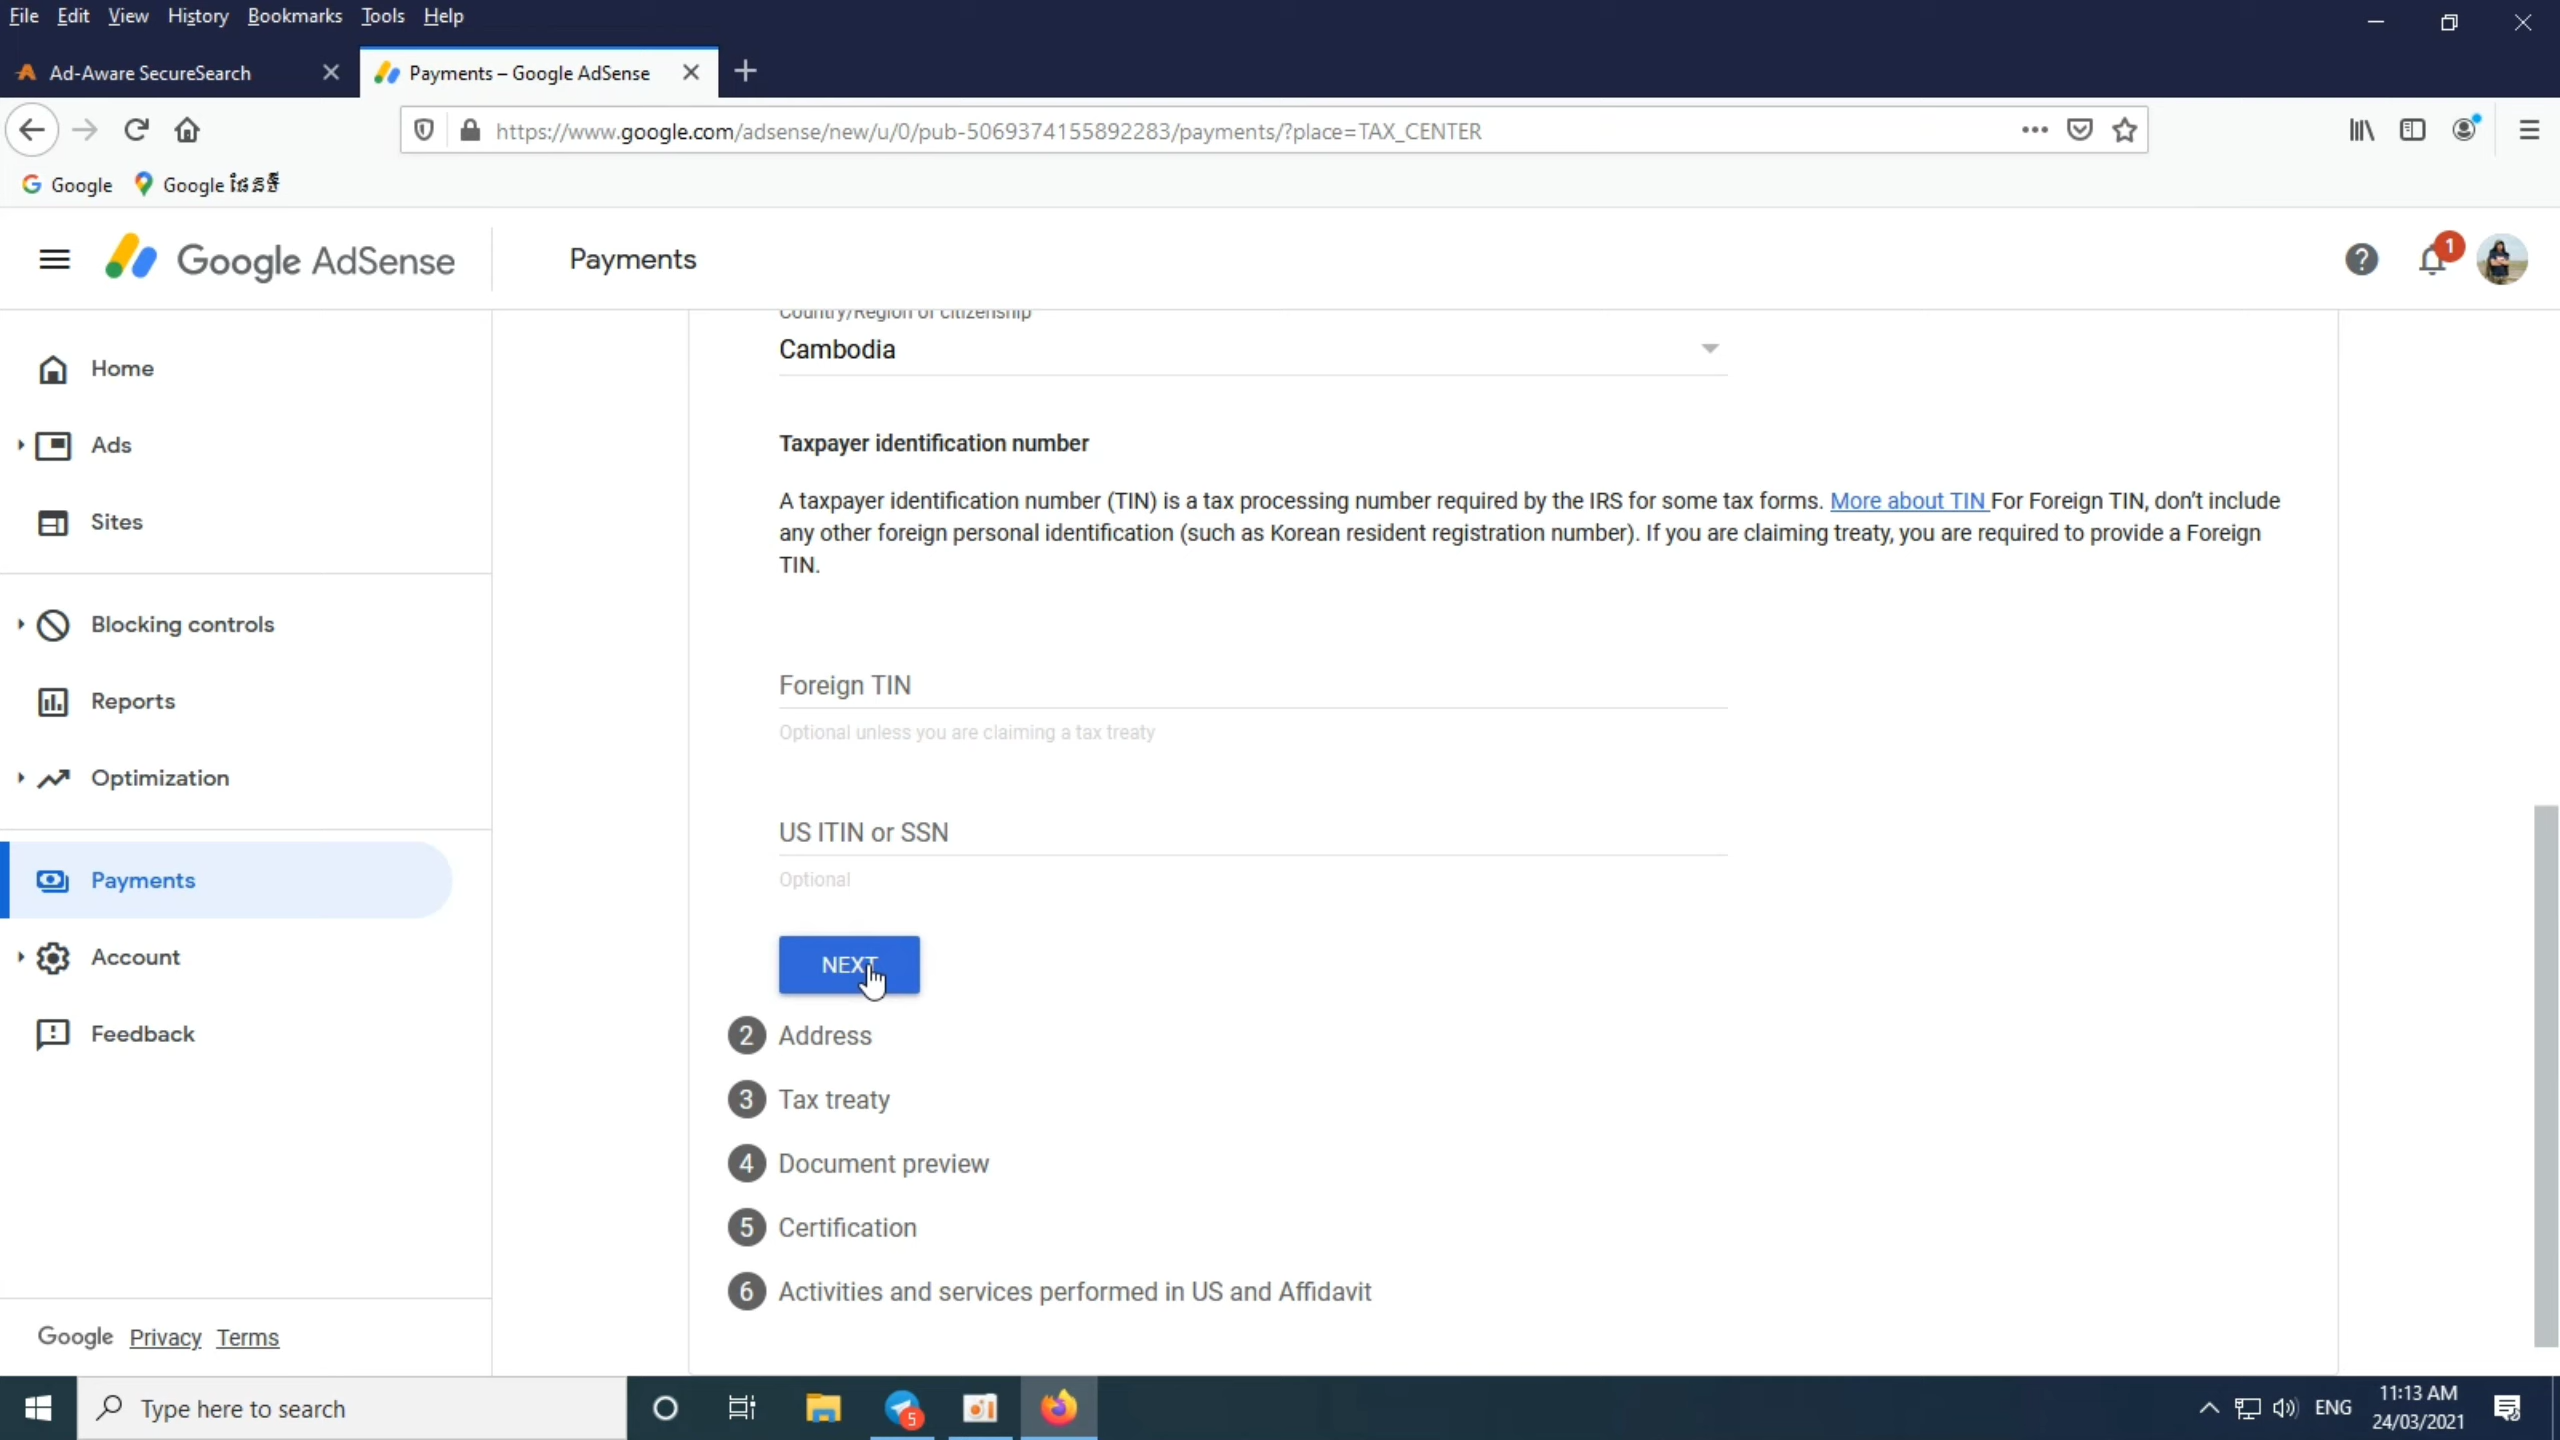 File Edit View History Bookmarks Tools Help
Ad-Aware SecureSearch
Payments – Google AdSense
https://www.google.com/adsense/new/u/0/pub-5069374155892283/payments/?place=TAX_CENTER
Google
Google ផែនទី
Google AdSense
Payments
1
Home
Ads
Sites
Blocking controls
Reports
Optimization
Payments
Account
Feedback
Google Privacy Terms
Country/Region of citizenship
Cambodia
Taxpayer identification number
A taxpayer identification number (TIN) is a tax processing number required by the IRS for some tax forms. More about TIN For Foreign TIN, don't include
any other foreign personal identification (such as Korean resident registration number). If you are claiming treaty, you are required to provide a Foreign
TIN.
Foreign TIN
Optional unless you are claiming a tax treaty
US ITIN or SSN
Optional
NEXT
2 Address
3 Tax treaty
4 Document preview
5 Certification
6 Activities and services performed in US and Affidavit
Type here to search
5
ENG
11:13 AM
24/03/2021